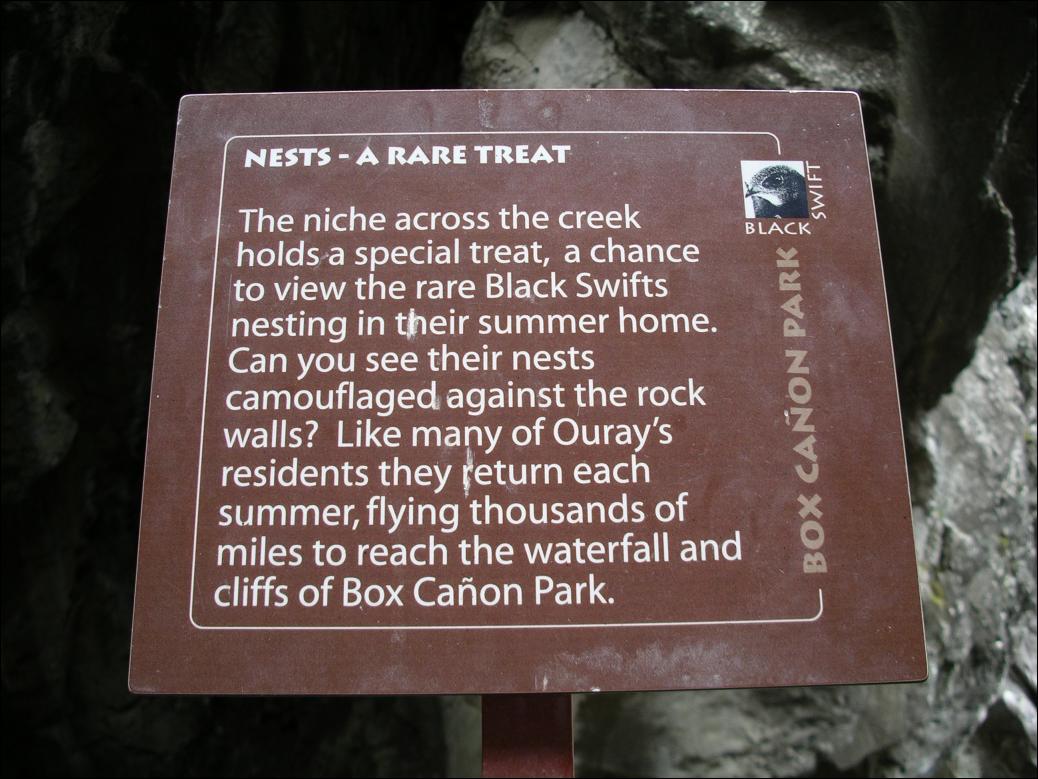 NESTS - A RARE TREAT
The niche across the creek
holds a special treat, a chance
to view the rare Black Swifts
nesting in their summer home.
Can you see their nests
camouflaged against the rock
walls? Like many of Ouray's
residents they return each
summer, flying thousands of
miles to reach the waterfall and
cliffs of Box Cañon Park.
BLACK
SWIFT
BOX CAÑON PARK